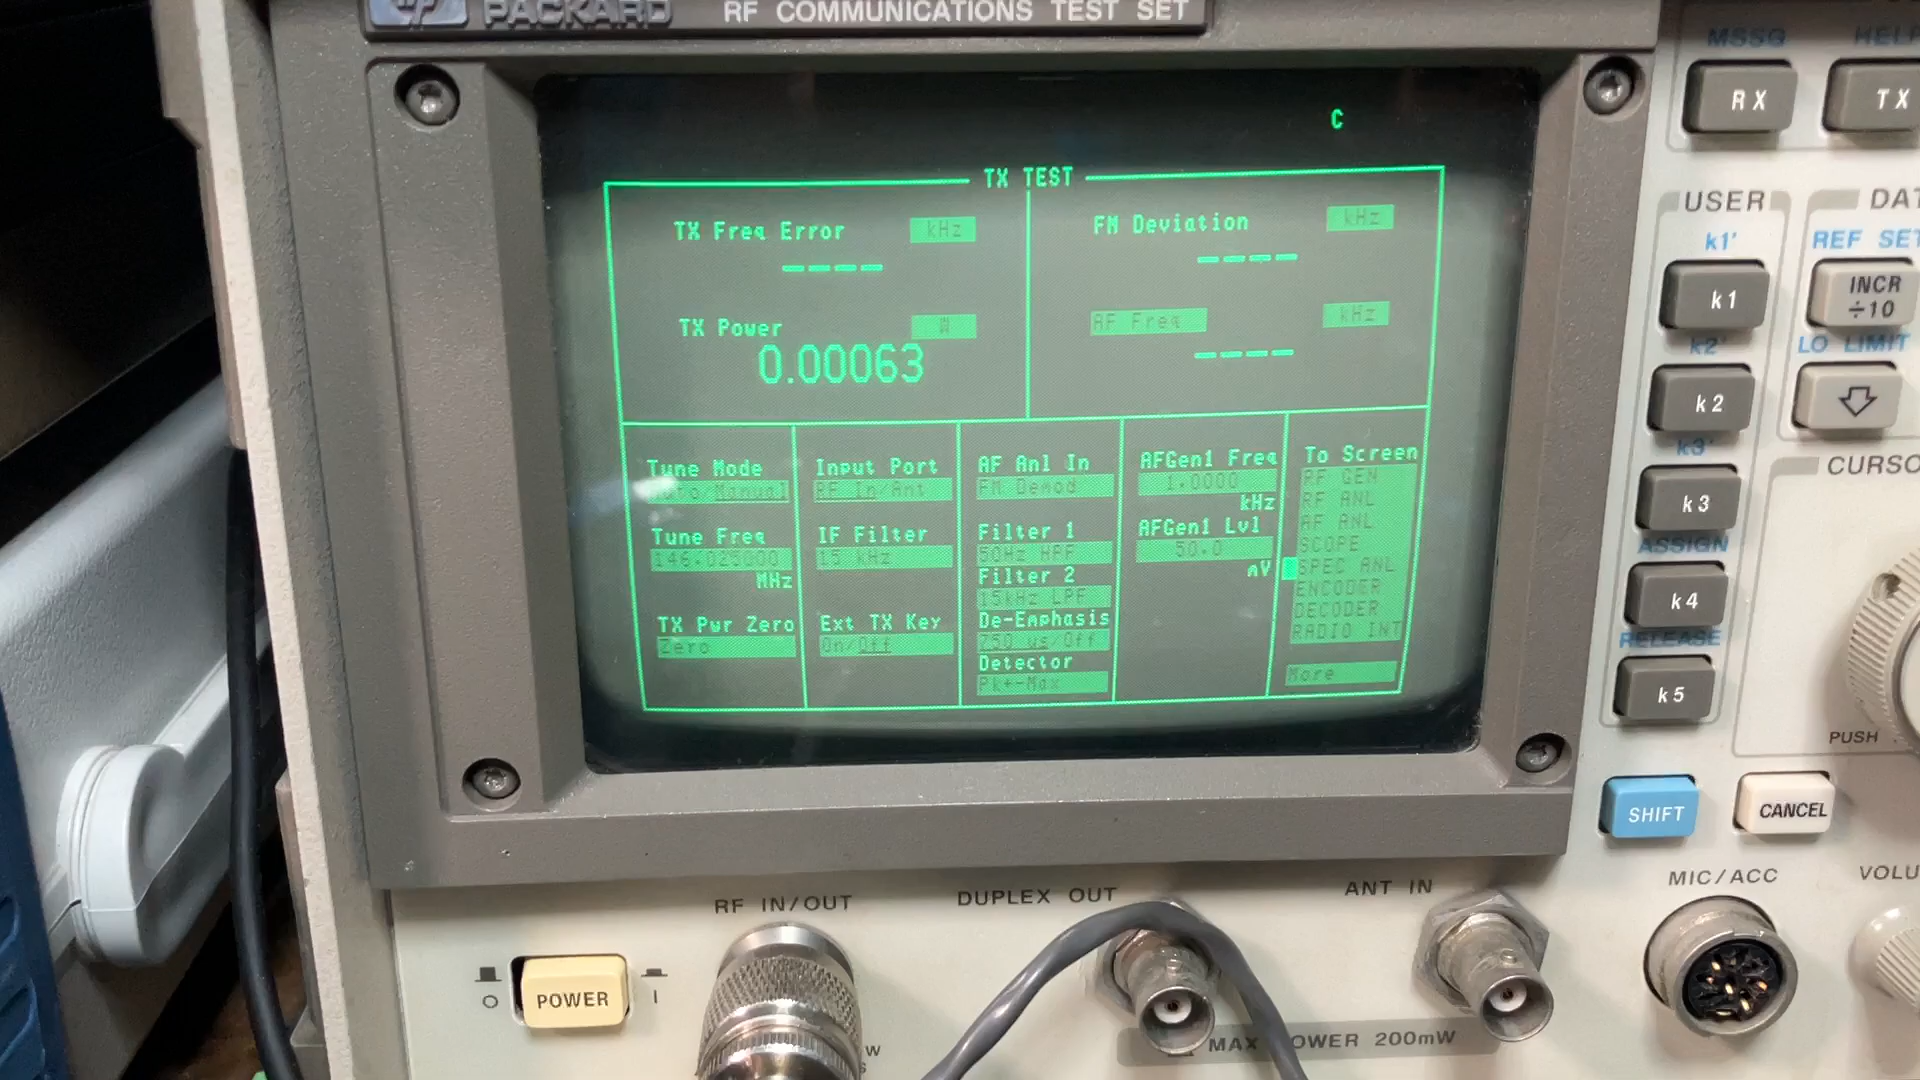 hp PACKARD RF COMMUNICATIONS TEST SET
C
TX TEST
TX Freq Error kHz
----
FM Deviation kHz
----
TX Power W
0.00063
AF Freq kHz
----
Tune Mode
Auto/Manual
Tune Freq
146.025000
MHz
TX Pwr Zero
Zero
Input Port
RF In/Ant
IF Filter
15 kHz
Ext TX Key
On/Off
AF Anl In
FM Demod
Filter 1
50Hz HPF
Filter 2
15kHz LPF
De-Emphasis
750 us/Off
Detector
Pk+-Max
AFGen1 Freq
1.0000
kHz
AFGen1 Lvl
50.0
mV
To Screen
RF GEN
RF ANL
AF ANL
SCOPE
SPEC ANL
ENCODER
DECODER
RADIO INT
More
MSSG HELP
RX TX
USER
k1'
k1
k2'
k2
k3'
k3
ASSIGN
k4
RELEASE
k5
REF SET
INCR
÷10
LO LIMIT
PUSH
SHIFT CANCEL
RF IN/OUT
DUPLEX OUT
ANT IN
MIC/ACC
POWER
O I
MAX POWER 200mW